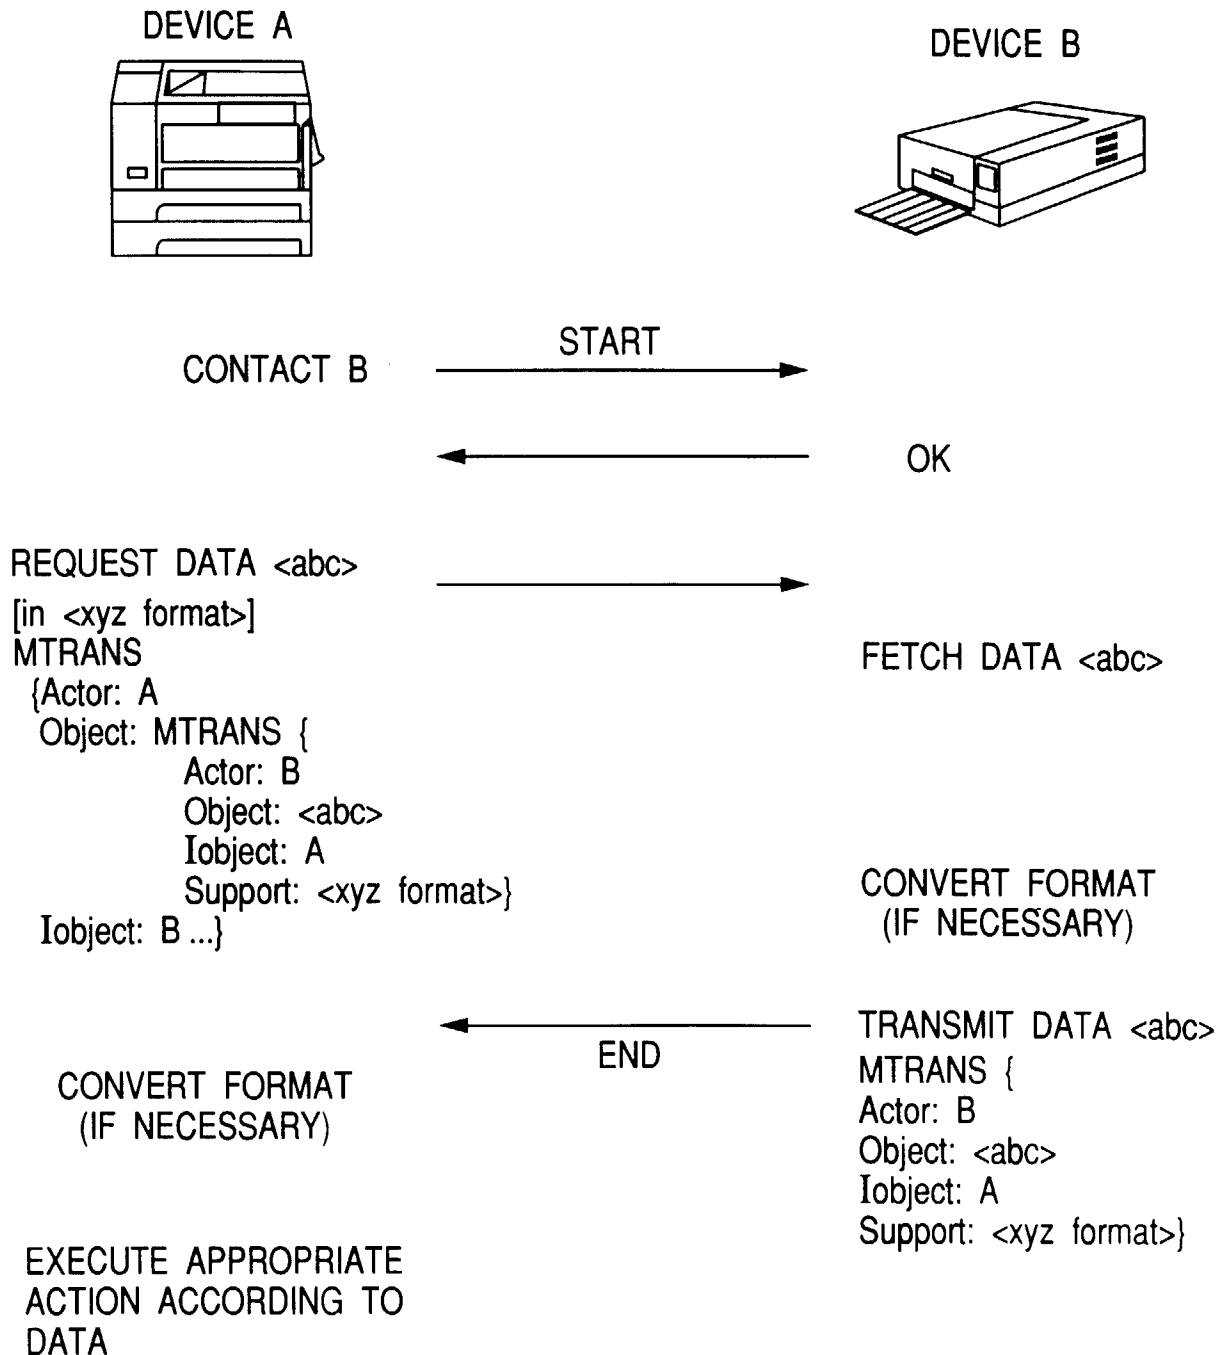 DEVICE A
DEVICE B
START
CONTACT B
OK
REQUEST DATA <abc>
[in <xyz format>]
MTRANS
{Actor: A
Object: MTRANS {
Actor: B
Object: <abc>
Iobject: A
Support: <xyz format>}
Iobject: B ...}
FETCH DATA <abc>
CONVERT FORMAT
(IF NECESSARY)
END
TRANSMIT DATA <abc>
MTRANS {
Actor: B
Object: <abc>
Iobject: A
Support: <xyz format>}
CONVERT FORMAT
(IF NECESSARY)
EXECUTE APPROPRIATE
ACTION ACCORDING TO
DATA